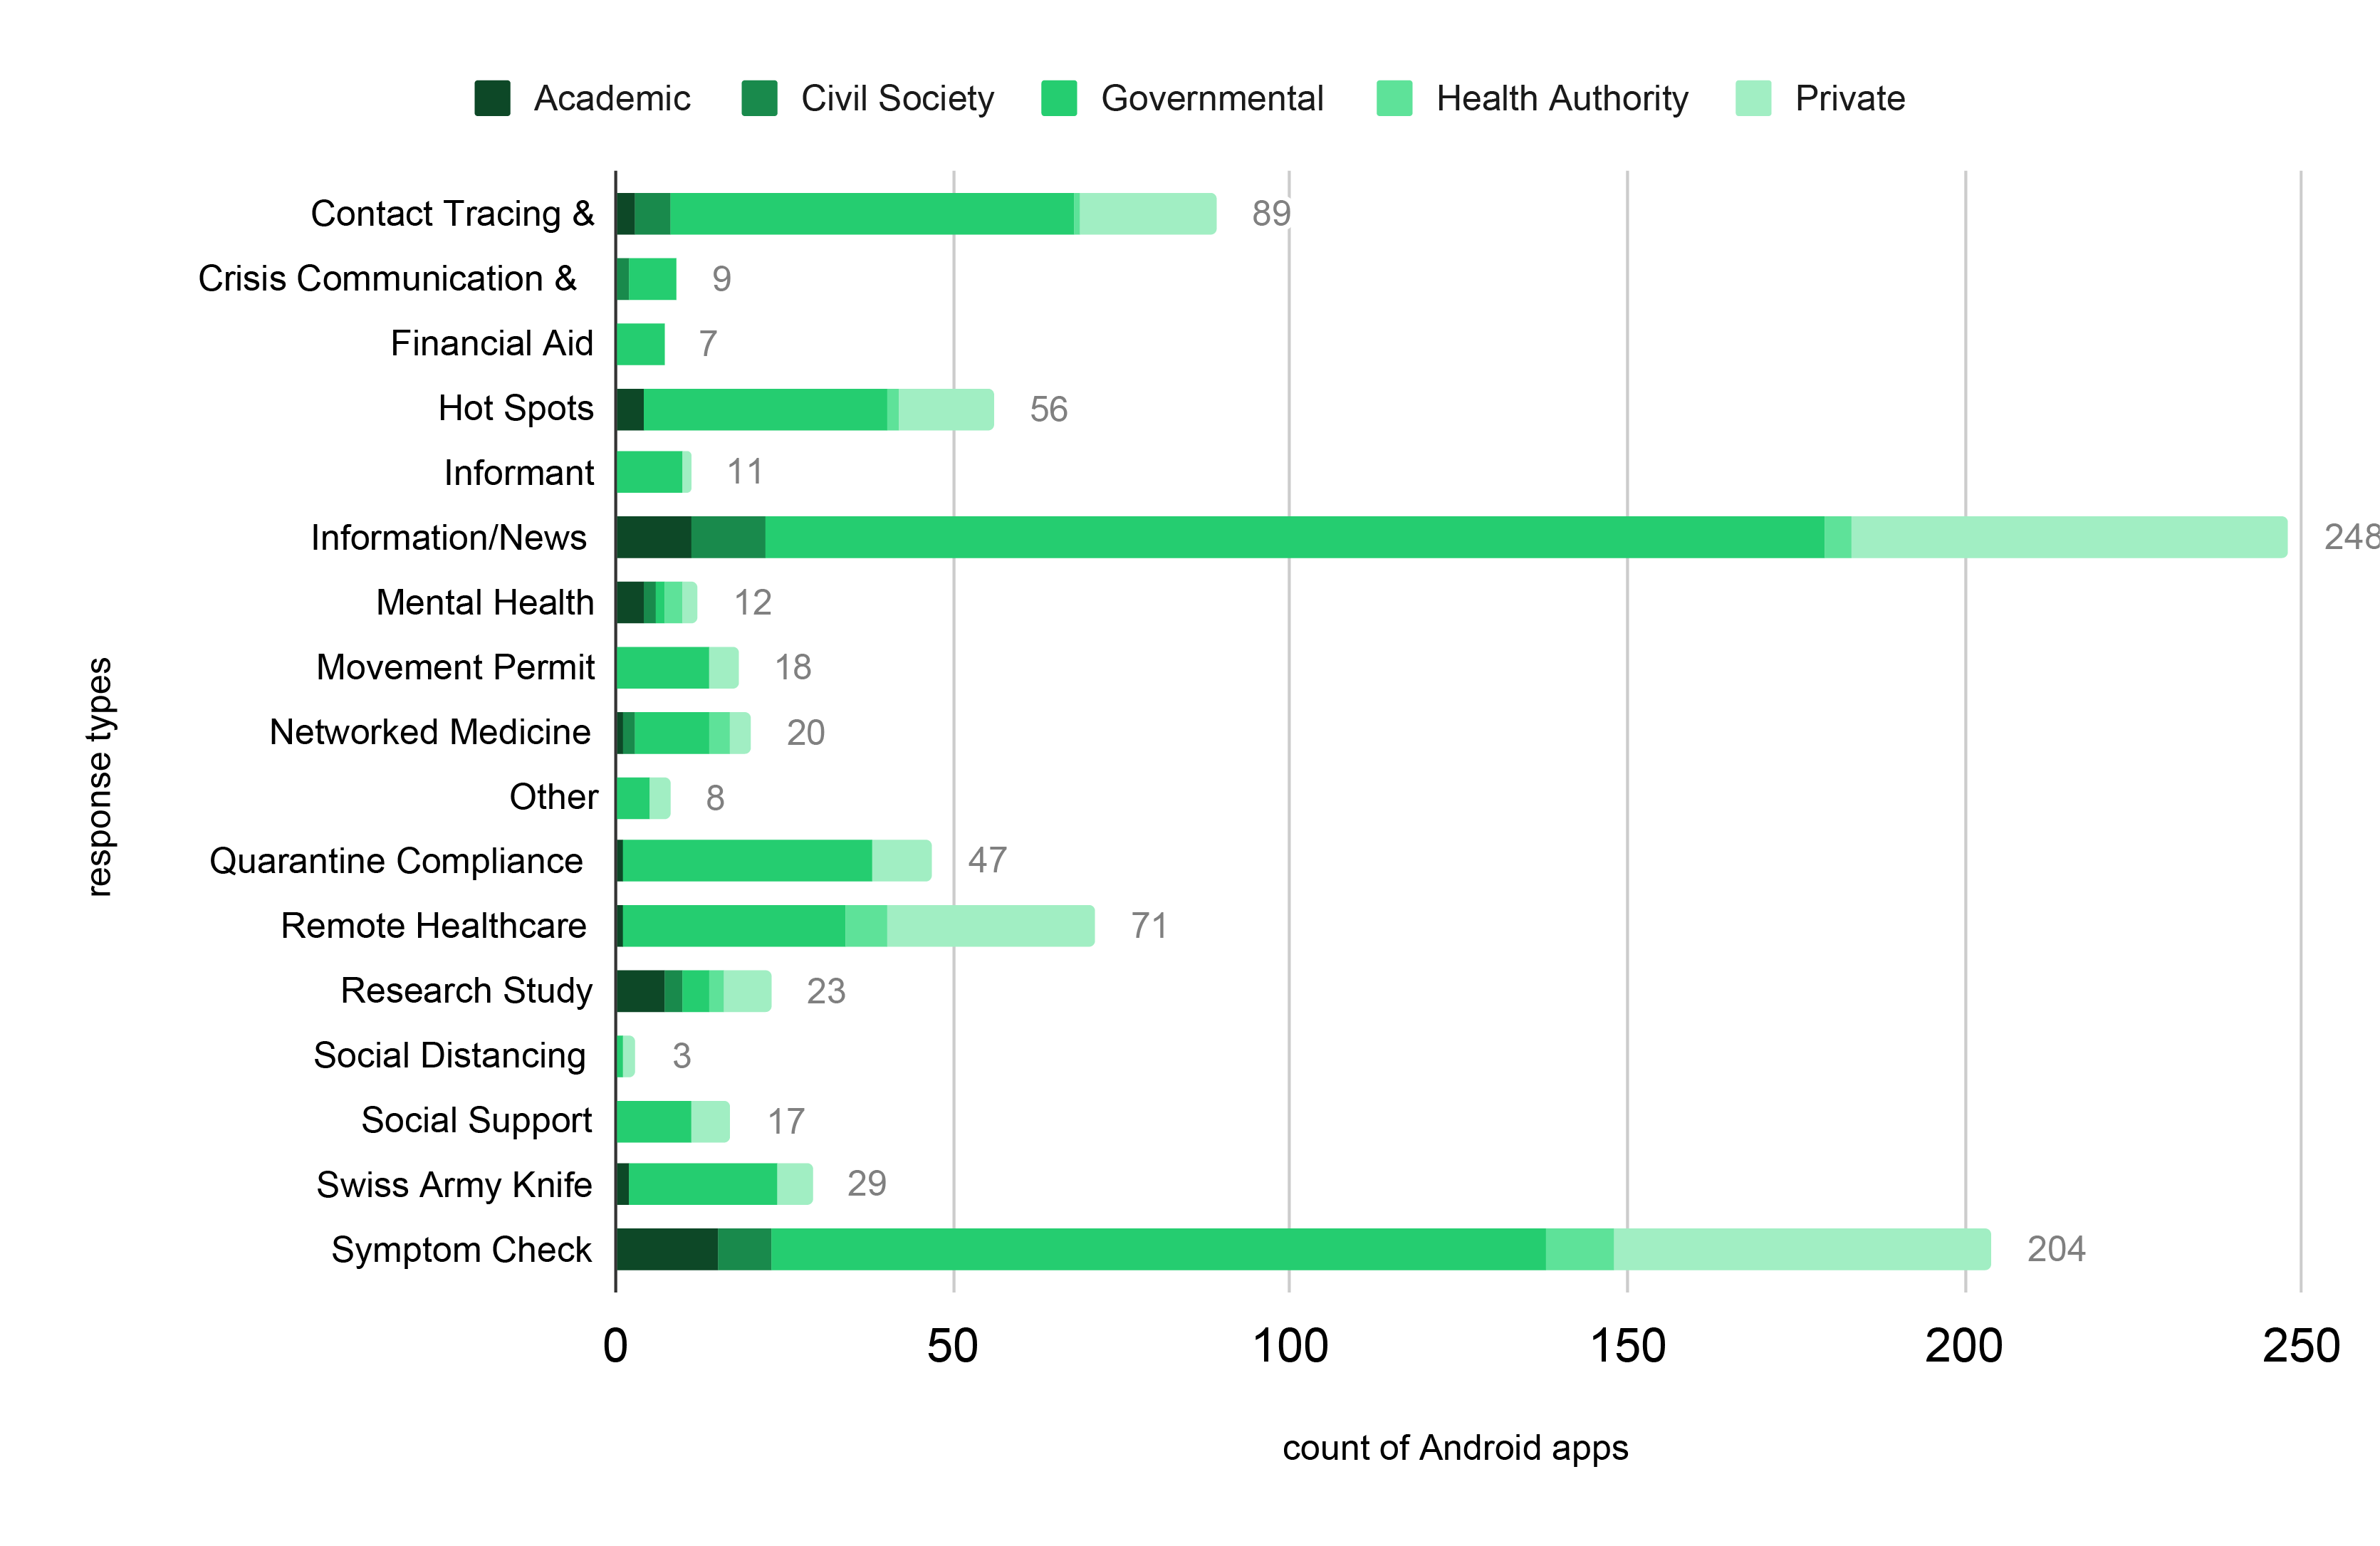 Academic Civil Society Governmental Health Authority Private
Contact Tracing & 89
Crisis Communication & 9
Financial Aid 7
Hot Spots 56
Informant 11
Information/News 248
Mental Health 12
Movement Permit 18
Networked Medicine 20
Other 8
Quarantine Compliance 47
Remote Healthcare 71
Research Study 23
Social Distancing 3
Social Support 17
Swiss Army Knife 29
Symptom Check 204
response types
0 50 100 150 200 250
count of Android apps